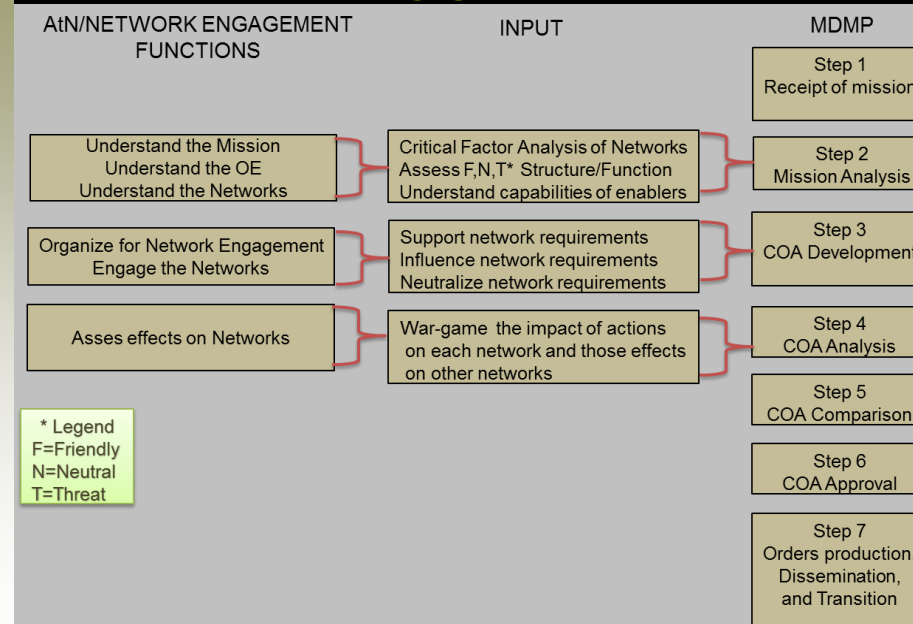 AtN/NETWORK ENGAGEMENT
FUNCTIONS
INPUT
MDMP
Step 1
Receipt of mission
Understand the Mission
Understand the OE
Understand the Networks
Critical Factor Analysis of Networks
Assess F,N,T* Structure/Function
Understand capabilities of enablers
Step 2
Mission Analysis
Organize for Network Engagement
Engage the Networks
Support network requirements
Influence network requirements
Neutralize network requirements
Step 3
COA Development
Asses effects on Networks
War-game the impact of actions
on each network and those effects
on other networks
Step 4
COA Analysis
Step 5
COA Comparison
* Legend
F=Friendly
N=Neutral
T=Threat
Step 6
COA Approval
Step 7
Orders production
Dissemination,
and Transition